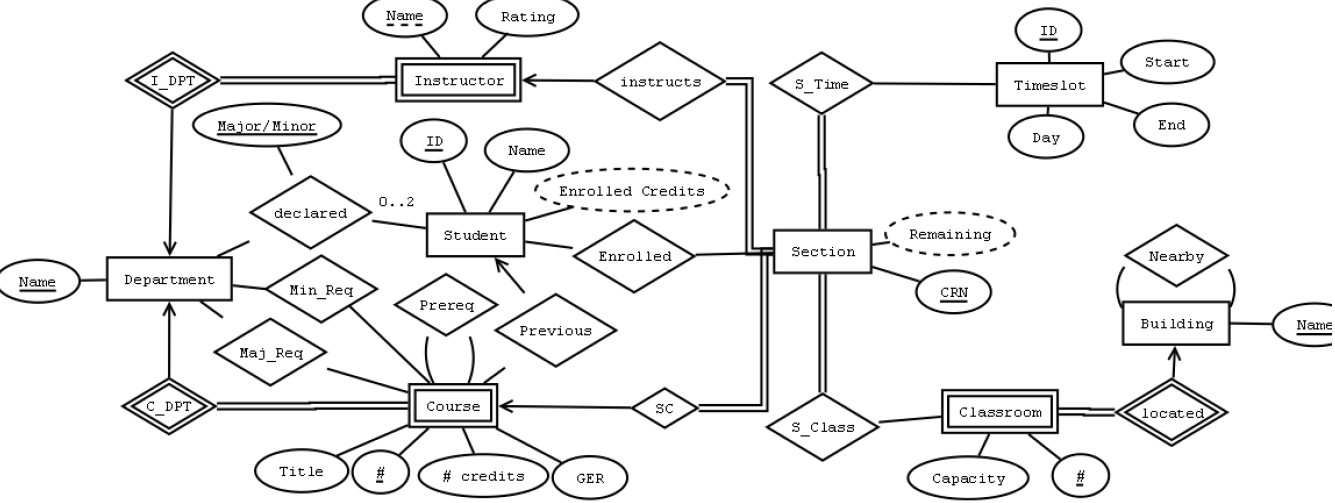 Name
Rating
ID
I_DPT
Instructor
instructs
S_Time
Timeslot
Start
Major/Minor
ID
Name
End
Day
Enrolled Credits
declared
0..2
Student
Enrolled
Section
Remaining
Nearby
Name
Department
Min_Req
Prereq
Previous
CRN
Building
Name
Maj_Req
C_DPT
Course
SC
S_Class
Classroom
located
Title
#
# credits
GER
Capacity
#